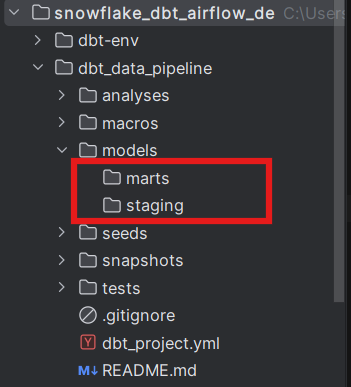 snowflake_dbt_airflow_de C:\Users
dbt-env
dbt_data_pipeline
analyses
macros
models
marts
staging
seeds
snapshots
tests
.gitignore
Y dbt_project.yml
M↓ README.md